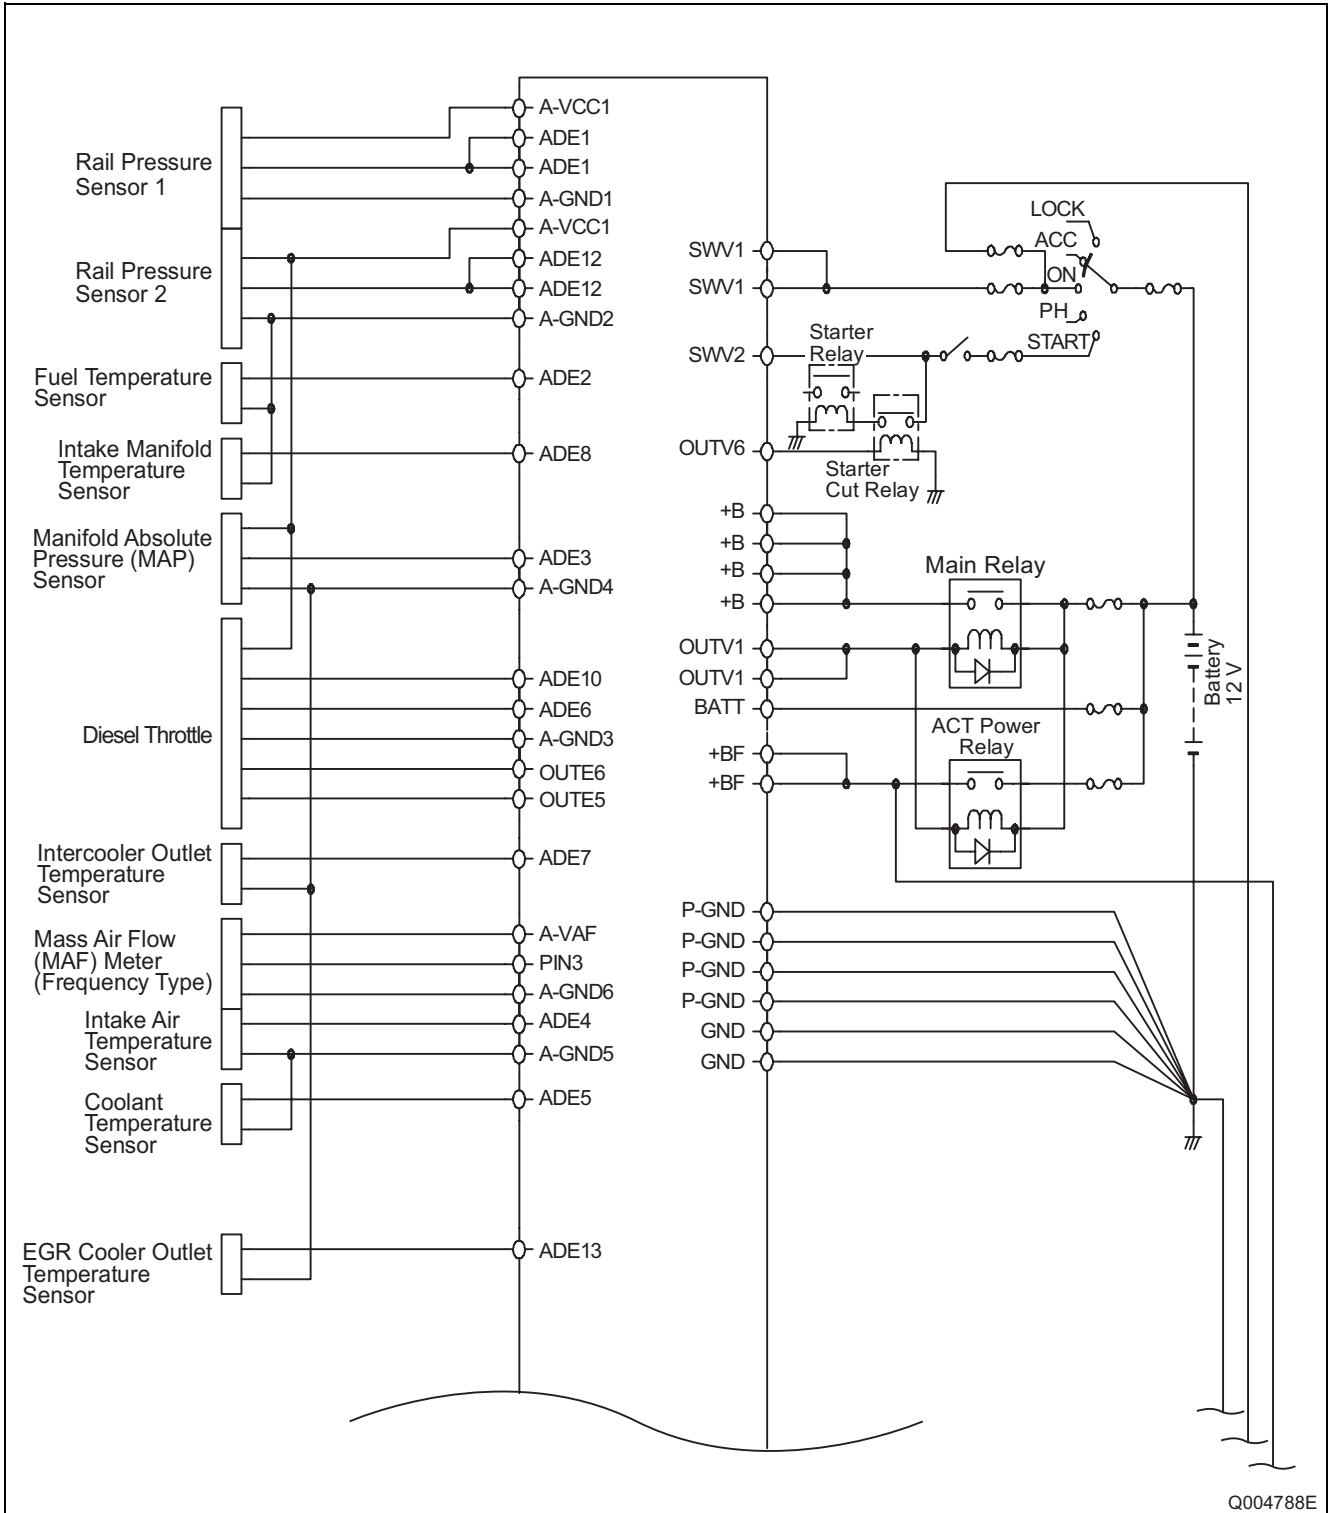 Rail Pressure
Sensor 1
Rail Pressure
Sensor 2
Fuel Temperature
Sensor
Intake Manifold
Temperature
Sensor
Manifold Absolute
Pressure (MAP)
Sensor
Diesel Throttle
Intercooler Outlet
Temperature
Sensor
Mass Air Flow
(MAF) Meter
(Frequency Type)
Intake Air
Temperature
Sensor
Coolant
Temperature
Sensor
EGR Cooler Outlet
Temperature
Sensor
A-VCC1
ADE1
ADE1
A-GND1
A-VCC1
ADE12
ADE12
A-GND2
ADE2
ADE8
ADE3
A-GND4
ADE10
ADE6
A-GND3
OUTE6
OUTE5
ADE7
A-VAF
PIN3
A-GND6
ADE4
A-GND5
ADE5
ADE13
SWV1
SWV1
SWV2
OUTV6
+B
+B
+B
+B
OUTV1
OUTV1
BATT
+BF
+BF
P-GND
P-GND
P-GND
P-GND
GND
GND
LOCK
ACC
ON
PH
START
Starter
Relay
Starter
Cut Relay
Main Relay
ACT Power
Relay
Battery
12 V
Q004788E